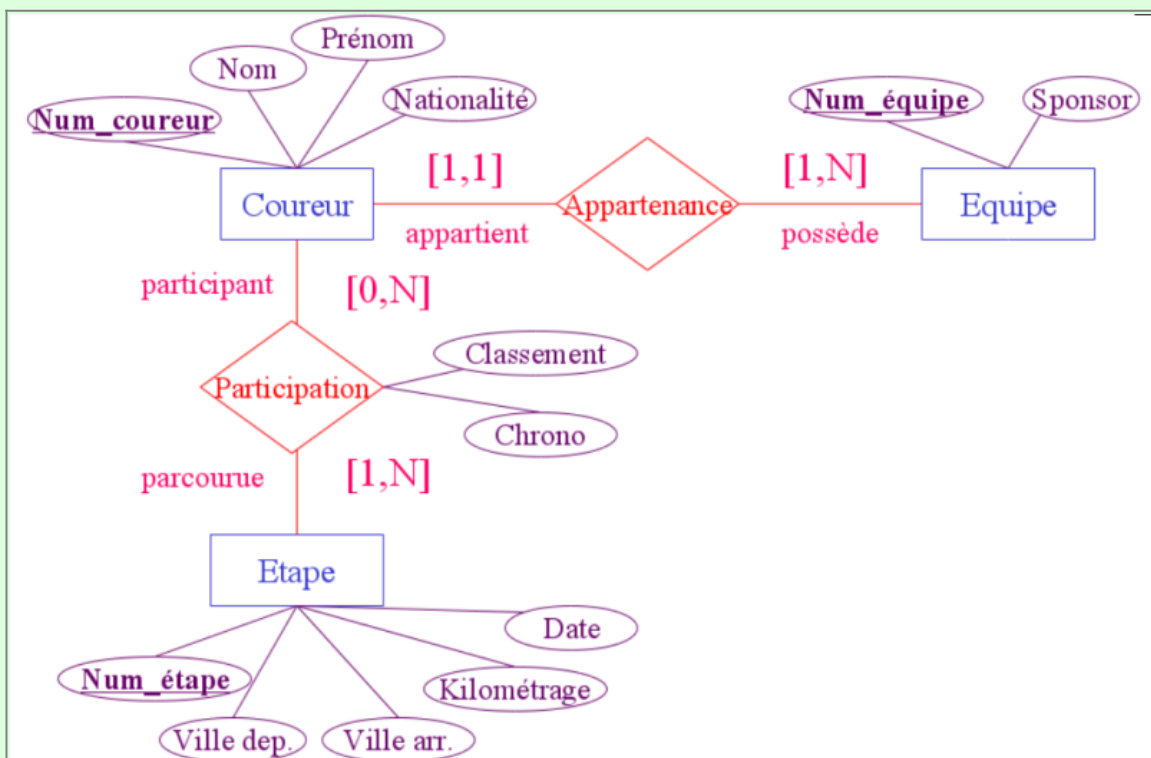 Prénom
Nom
Nationalité
Num_coureur
Num_équipe
Sponsor
[1,1]
[1,N]
Coureur
Appartenance
Equipe
appartient
possède
participant
[0,N]
Classement
Participation
Chrono
parcourue
[1,N]
Etape
Date
Num_étape
Kilométrage
Ville dep.
Ville arr.